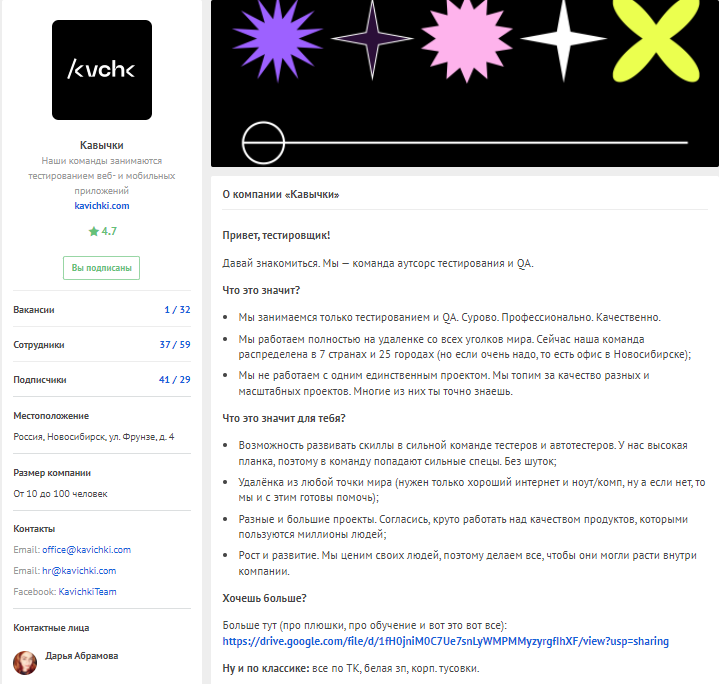 /kvchk
Кавычки
Наши команды занимаются
тестированием веб- и мобильных
приложений
kavichki.com
4.7
Вы подписаны
Вакансии 1 / 32
Сотрудники 37 / 59
Подписчики 41 / 29
Местоположение
Россия, Новосибирск, ул. Фрунзе, д. 4
Размер компании
От 10 до 100 человек
Контакты
Email: office@kavichki.com
Email: hr@kavichki.com
Facebook: KavichkiTeam
Контактные лица
Дарья Абрамова
О компании «Кавычки»
Привет, тестировщик!
Давай знакомиться. Мы — команда аутсорс тестирования и QA.
Что это значит?
• Мы занимаемся только тестированием и QA. Сурово. Профессионально. Качественно.
• Мы работаем полностью на удаленке со всех уголков мира. Сейчас наша команда
распределена в 7 странах и 25 городах (но если очень надо, то есть офис в Новосибирске);
• Мы не работаем с одним единственным проектом. Мы топим за качество разных и
масштабных проектов. Многие из них ты точно знаешь.
Что это значит для тебя?
• Возможность развивать скиллы в сильной команде тестеров и автотестеров. У нас высокая
планка, поэтому в команду попадают сильные спецы. Без шуток;
• Удалёнка из любой точки мира (нужен только хороший интернет и ноут/комп, ну а если нет, то
мы и с этим готовы помочь);
• Разные и большие проекты. Согласись, круто работать над качеством продуктов, которыми
пользуются миллионы людей;
• Рост и развитие. Мы ценим своих людей, поэтому делаем все, чтобы они могли расти внутри
компании.
Хочешь больше?
Больше тут (про плюшки, про обучение и вот это вот все):
https://drive.google.com/file/d/1fH0jniM0C7Ue7snLyWMPMMyzyrgfIhXF/view?usp=sharing
Ну и по классике: все по ТК, белая зп, корп. тусовки.